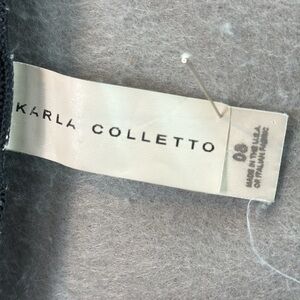 KARLA COLLETTO
08
MADE IN THE U.S.A.
OF ITALIAN FABRIC